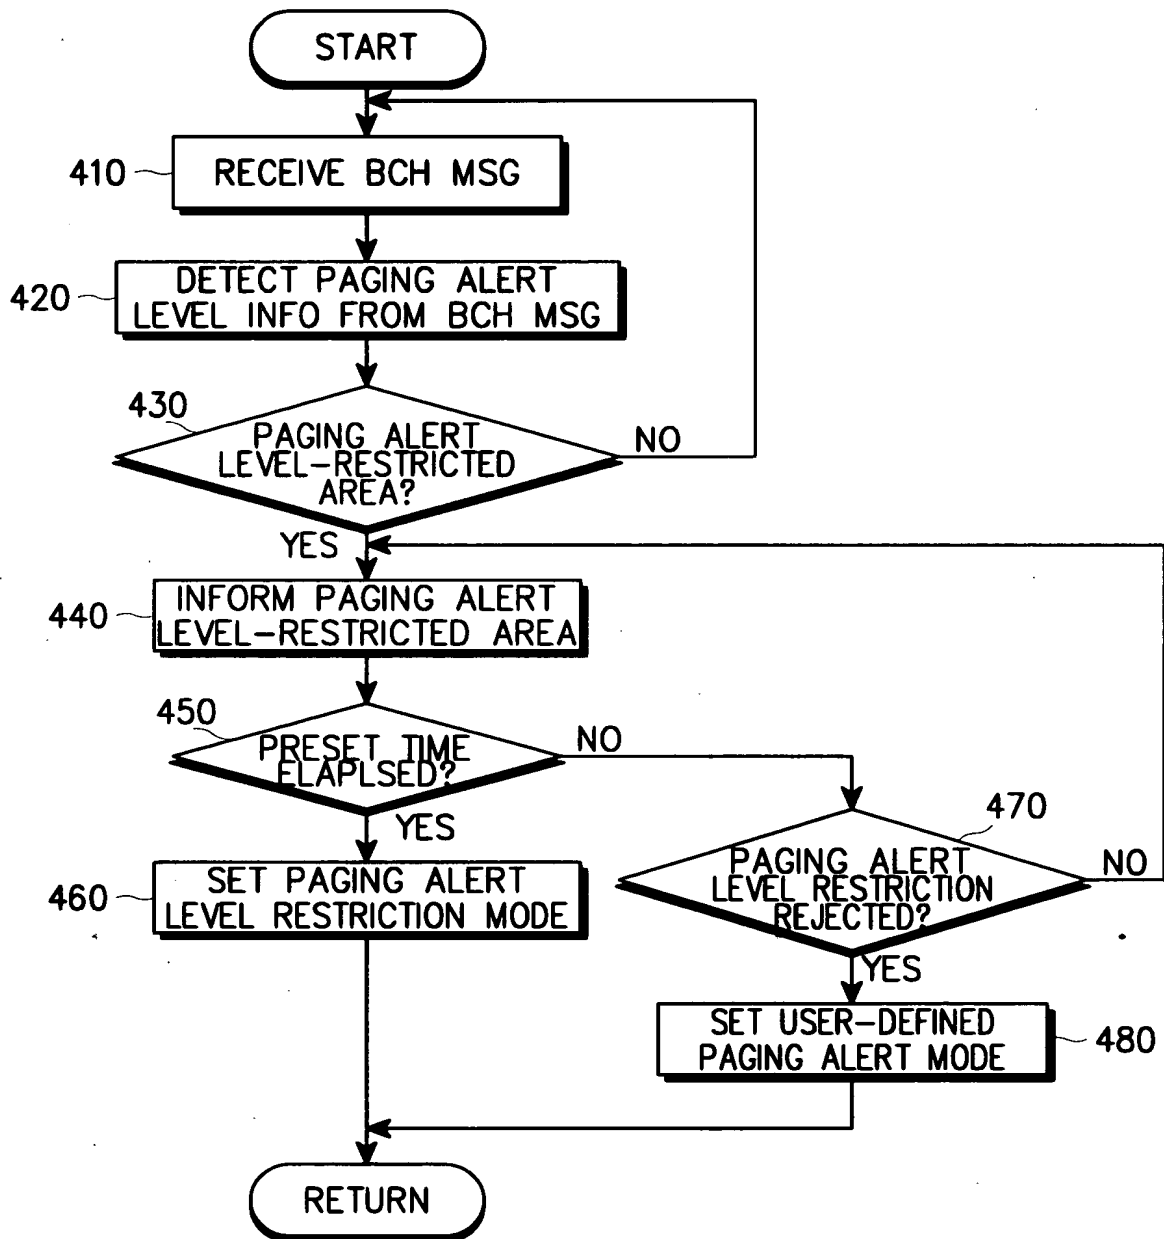 START
410
RECEIVE BCH MSG
420
DETECT PAGING ALERT
LEVEL INFO FROM BCH MSG
430
PAGING ALERT
LEVEL-RESTRICTED
AREA?
NO
YES
440
INFORM PAGING ALERT
LEVEL-RESTRICTED AREA
450
PRESET TIME
ELAPLSED?
NO
YES
460
SET PAGING ALERT
LEVEL RESTRICTION MODE
470
PAGING ALERT
LEVEL RESTRICTION
REJECTED?
NO
YES
SET USER-DEFINED
PAGING ALERT MODE
480
RETURN